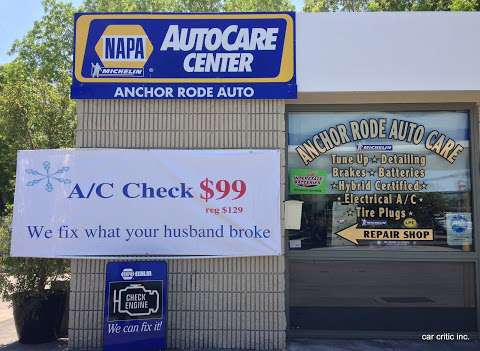 NAPA
MICHELIN
AUTOCARE
CENTER
ANCHOR RODE AUTO
A/C Check $99
reg $129
We fix what your husband broke
NAPA MICHELIN
CHECK
ENGINE
We can fix it!
ANCHOR RODE AUTO CARE
MICHELIN
Tune Up Detailing
Brakes Batteries
Hybrid Certified
Electrical A/C
Tire Plugs
REPAIR SHOP
car critic inc.